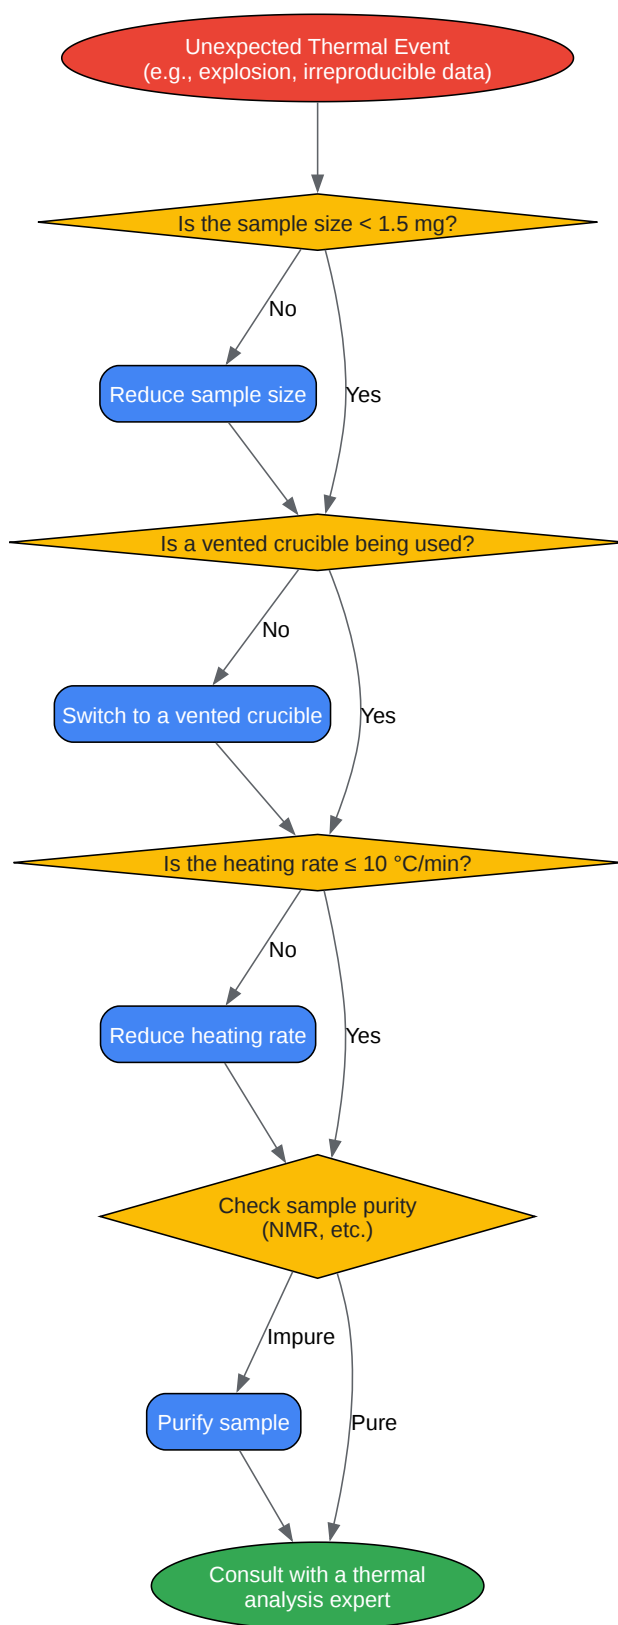 Unexpected Thermal Event
(e.g., explosion, irreproducible data)
Is the sample size < 1.5 mg?
No
Reduce sample size
Yes
Is a vented crucible being used?
No
Switch to a vented crucible
Yes
Is the heating rate ≤ 10 °C/min?
No
Reduce heating rate
Yes
Check sample purity
(NMR, etc.)
Impure
Purify sample
Pure
Consult with a thermal
analysis expert